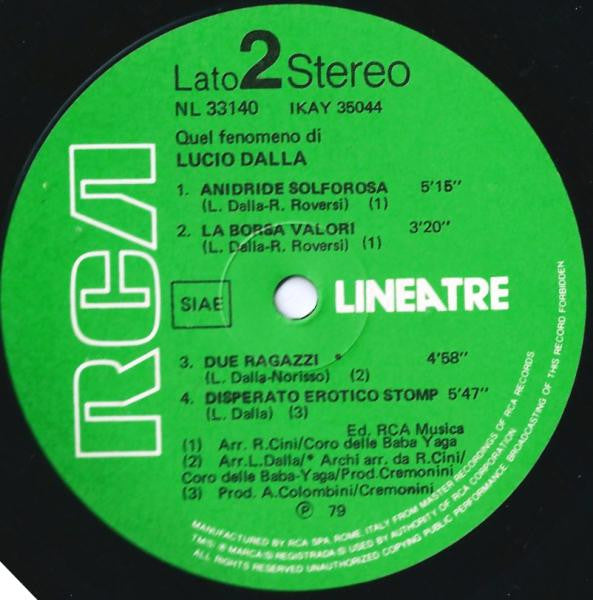 Lato 2 Stereo
NL 33140 IKAY 35044
Quel fenomeno di
LUCIO DALLA
1. ANIDRIDE SOLFOROSA 5'15"
(L. Dalla-R. Roversi) (1)
2. LA BORSA VALORI 3'20"
(L. Dalla-R. Roversi) (1)
RCA
SIAE
LINEATRE
3. DUE RAGAZZI * 4'58"
(L. Dalla-Norisso) (2)
4. DISPERATO EROTICO STOMP 5'47"
(L. Dalla) (3)
Ed. RCA Musica
(1) Arr. R.Cini/Coro delle Baba Yaga
(2) Arr.L.Dalla/* Archi arr. da R.Cini/
Coro delle Baba-Yaga/Prod.Cremonini
(3) Prod. A.Colombini/Cremonini
℗ 79
MANUFACTURED BY RCA SPA, ROME, ITALY FROM MASTER RECORDINGS OF RCA RECORDS
TM(S) ® MARCA(S) REGISTRADA(S) USED BY AUTHORITY OF RCA CORPORATION
ALL RIGHTS RESERVED UNAUTHORIZED COPYING PUBLIC PERFORMANCE BROADCASTING OF THIS RECORD FORBIDDEN